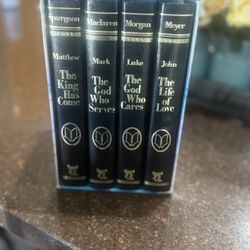 Spurgeon
Matthew
The
King
Has
Come
Maclaren
Mark
The
God
Who
Serves
Morgan
Luke
The
God
Who
Cares
Meyer
John
The
Life
of
Love